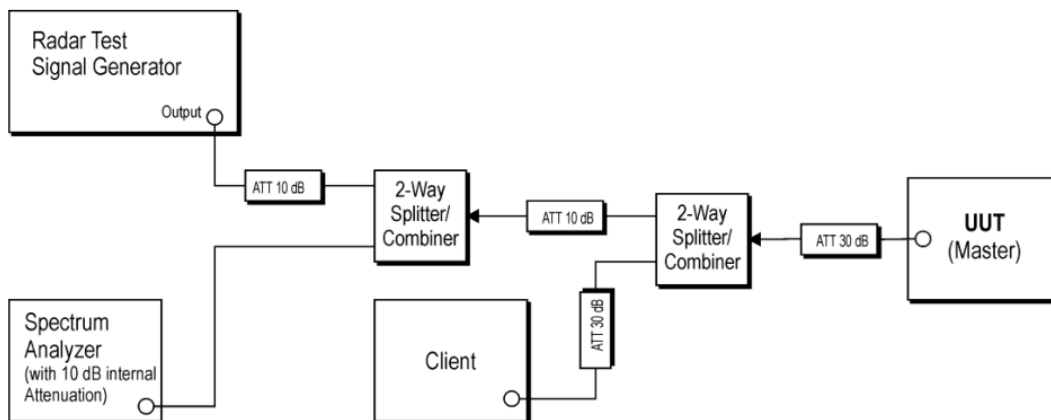 Radar Test
Signal Generator
Output
ATT 10 dB
2-Way
Splitter/
Combiner
ATT 10 dB
2-Way
Splitter/
Combiner
ATT 30 dB
UUT
(Master)
Spectrum
Analyzer
(with 10 dB internal
Attenuation)
Client
ATT 30 dB